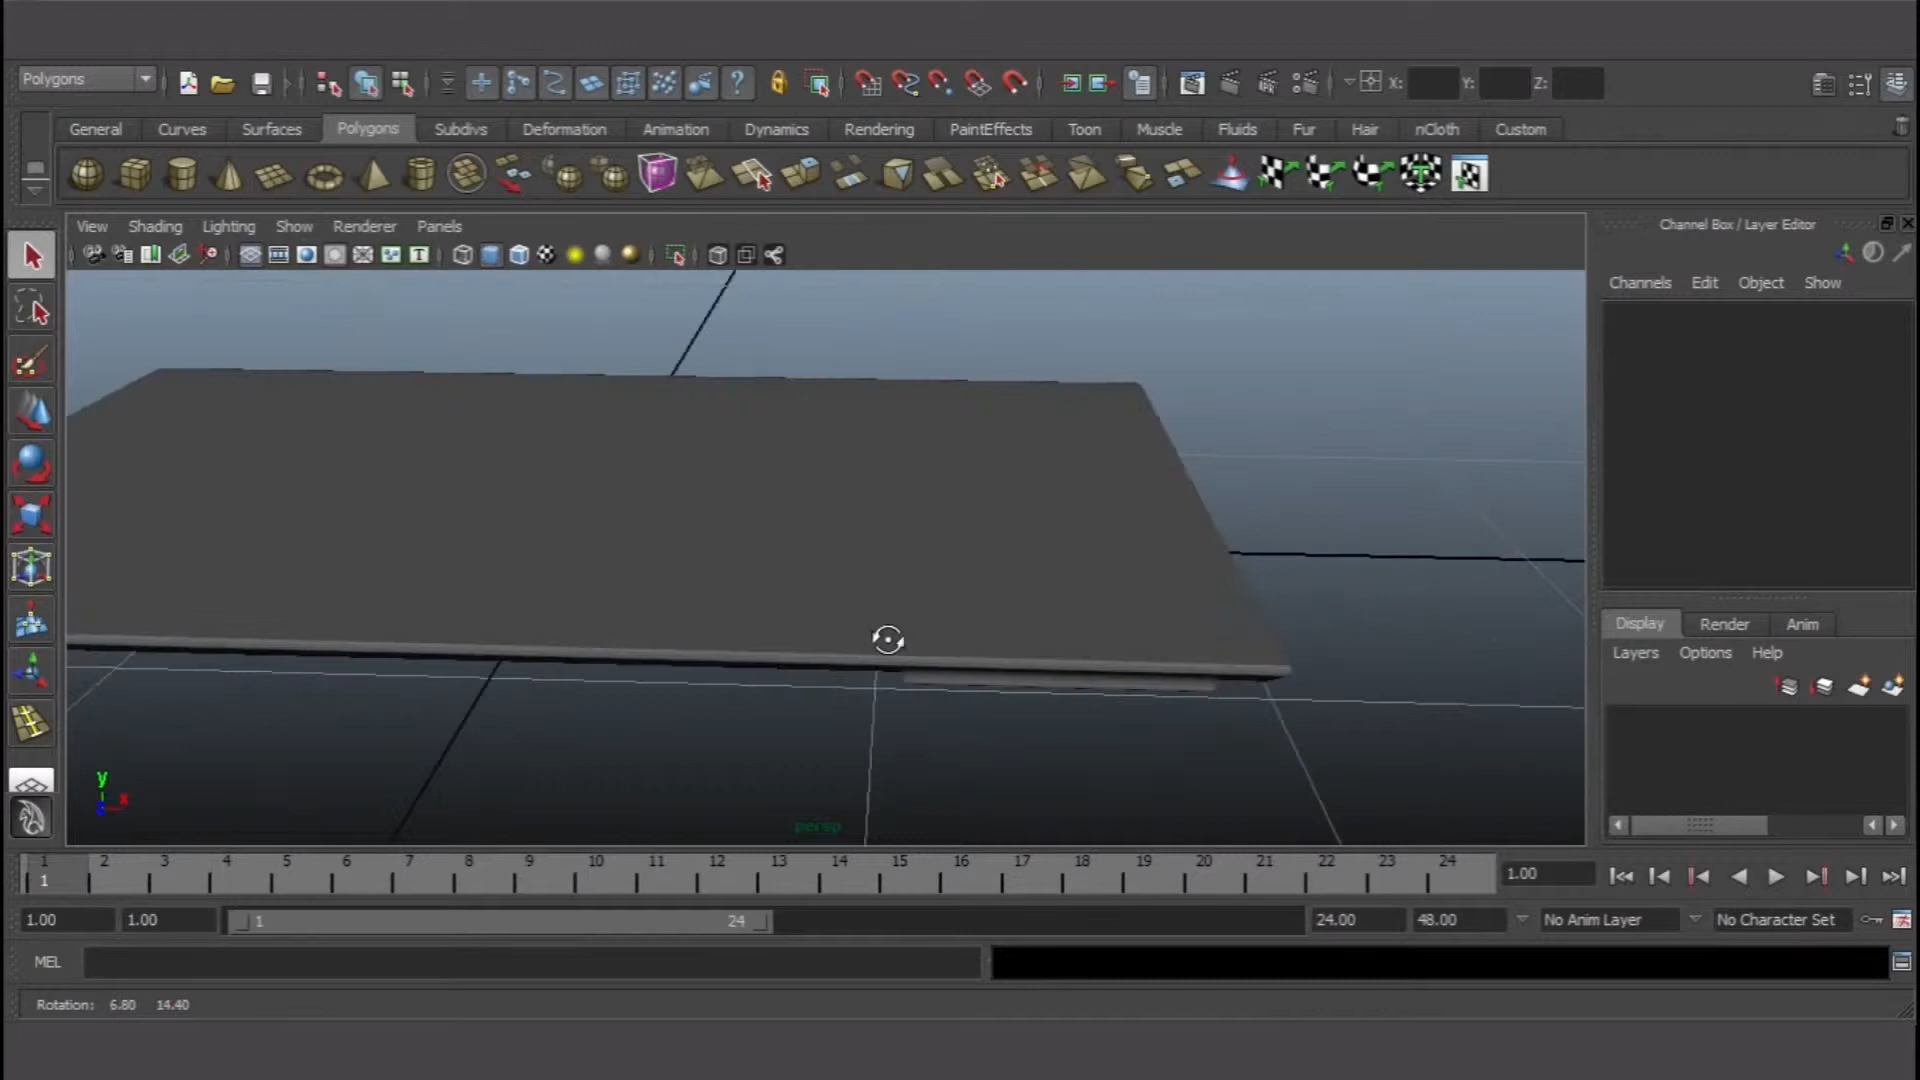 Polygons X: Y: Z:
General Curves Surfaces Polygons Subdivs Deformation Animation Dynamics Rendering PaintEffects Toon Muscle Fluids Fur Hair nCloth Custom
View Shading Lighting Show Renderer Panels
Channel Box / Layer Editor
Channels Edit Object Show
Display Render Anim
Layers Options Help
y
x
z
persp
1 2 3 4 5 6 7 8 9 10 11 12 13 14 15 16 17 18 19 20 21 22 23 24
1 1.00
1.00 1.00 1 24 24.00 48.00 No Anim Layer No Character Set
MEL
Rotation: 6.80 14.40